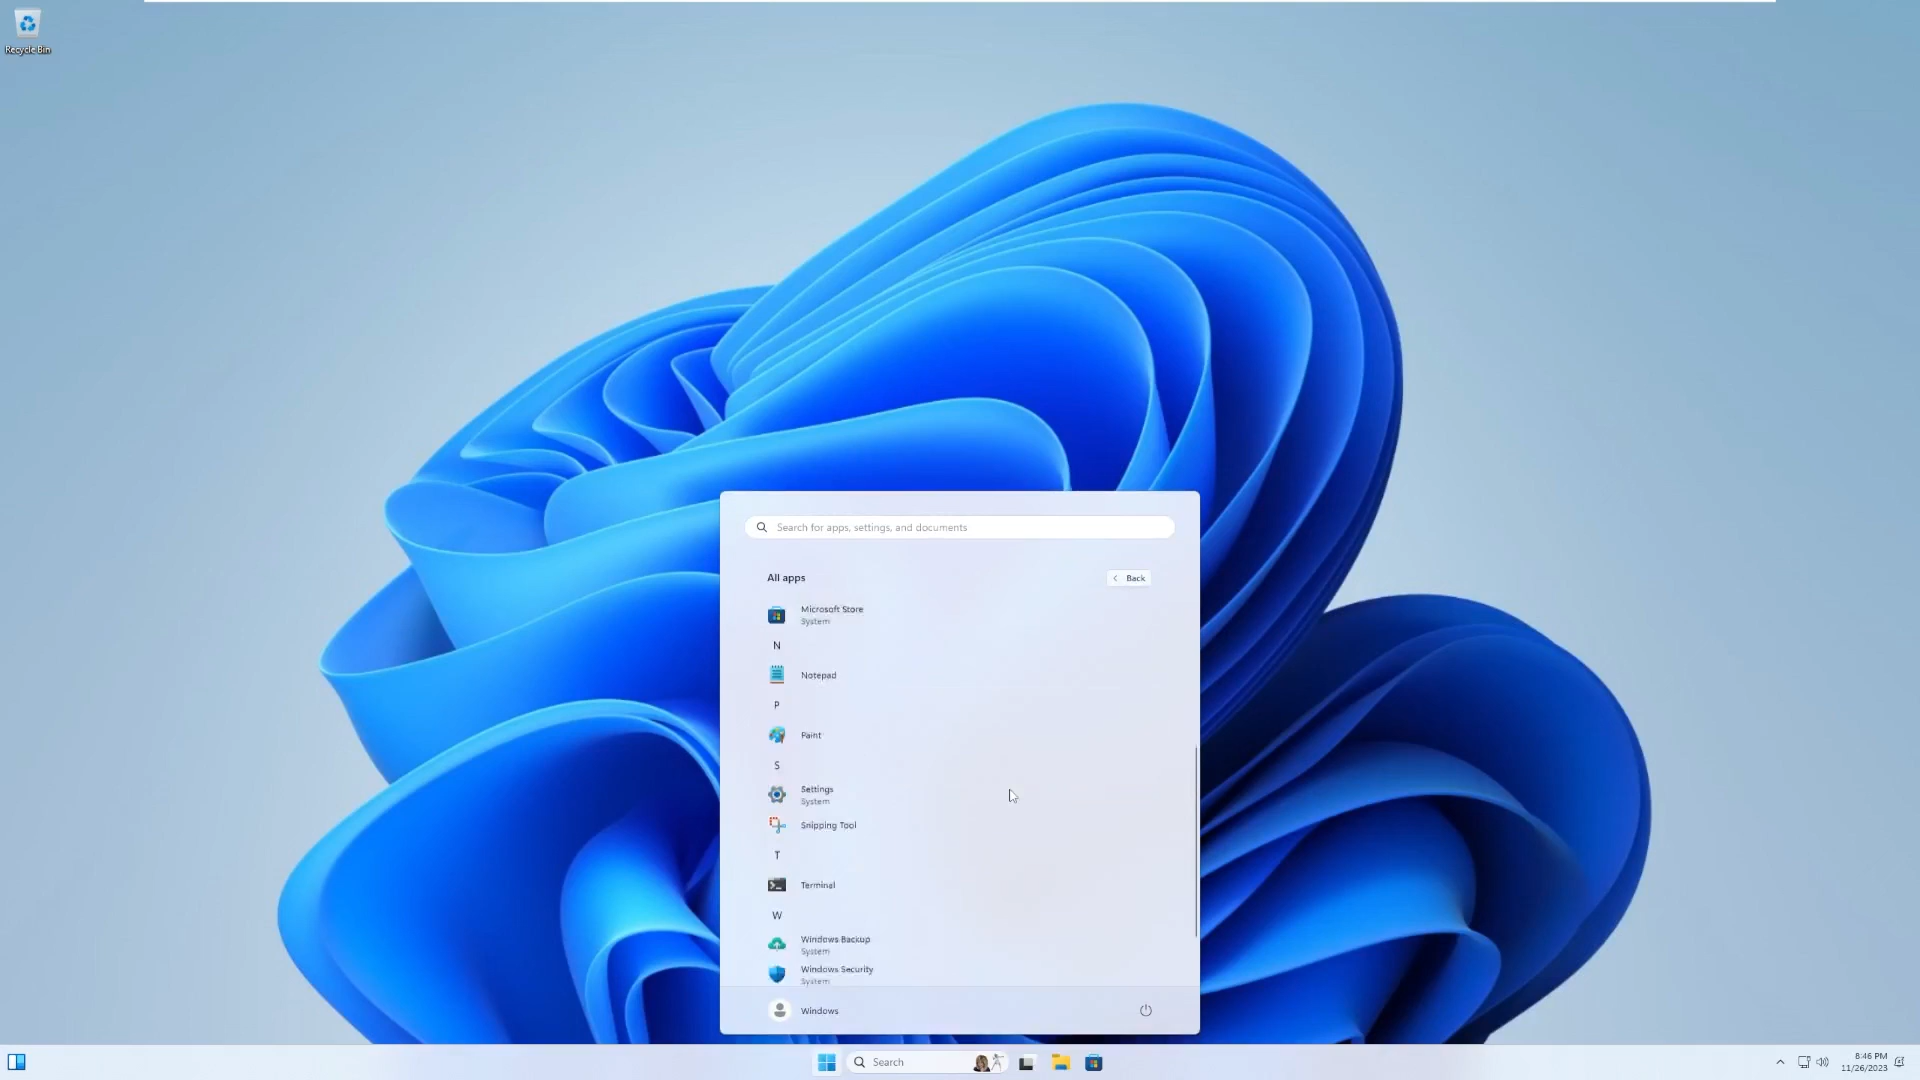 Recycle Bin
Search for apps, settings, and documents
All apps
Back
Microsoft Store
System
N
Notepad
P
Paint
S
Settings
System
Snipping Tool
T
Terminal
W
Windows Backup
System
Windows Security
System
Windows
Search
8:46 PM
11/26/2023